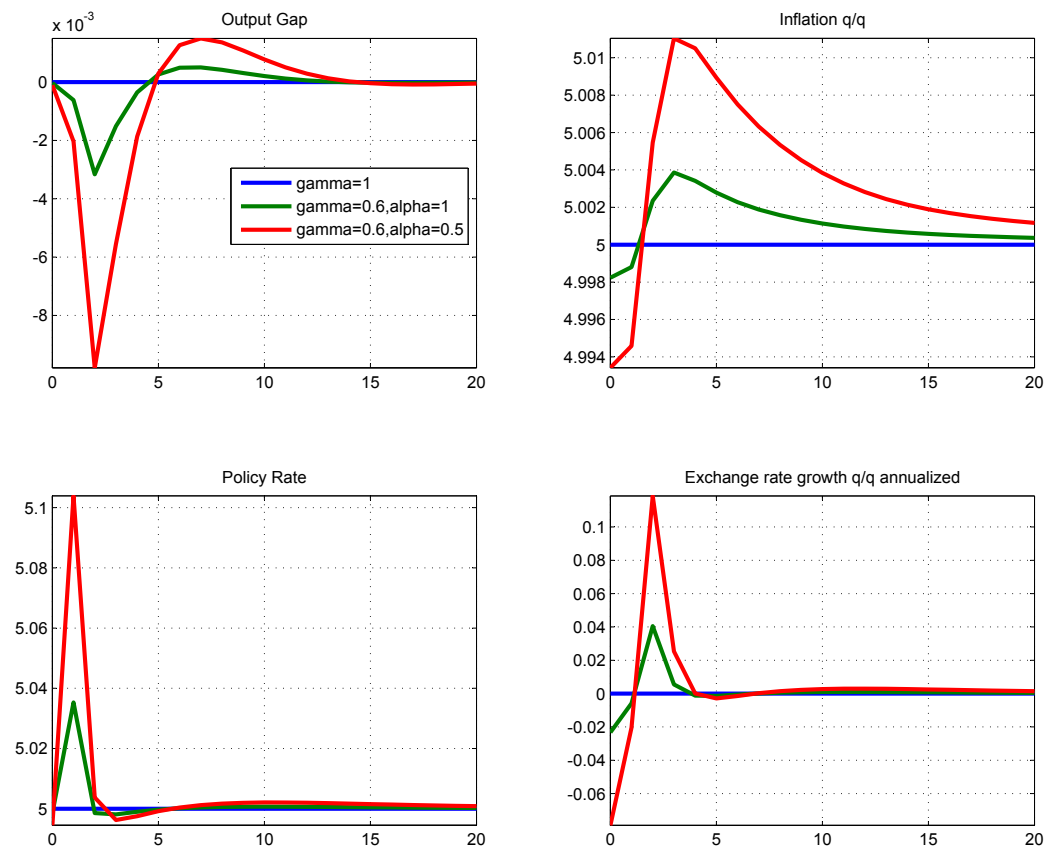 Output Gap
x 10-3
0
-2
-4
-6
-8
gamma=1
gamma=0.6,alpha=1
gamma=0.6,alpha=0.5
0 5 10 15 20
Inflation q/q
5.01
5.008
5.006
5.004
5.002
5
4.998
4.996
4.994
0 5 10 15 20
Policy Rate
5.1
5.08
5.06
5.04
5.02
5
0 5 10 15 20
Exchange rate growth q/q annualized
0.1
0.08
0.06
0.04
0.02
0
-0.02
-0.04
-0.06
0 5 10 15 20